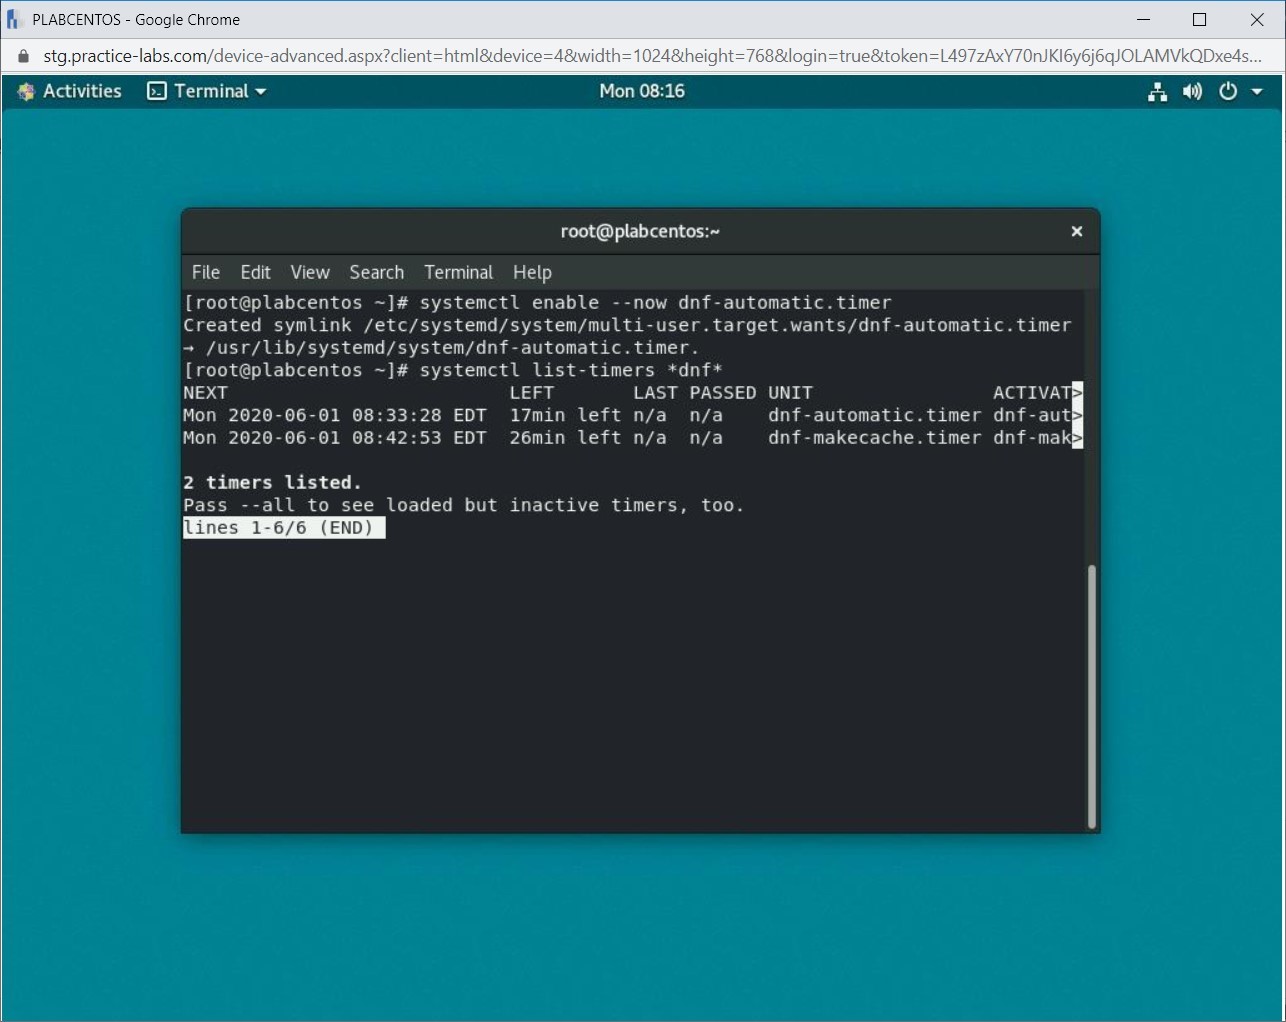 PLABCENTOS - Google Chrome
stg.practice-labs.com/device-advanced.aspx?client=html&device=4&width=1024&height=768&login=true&token=L497zAxY70nJKI6y6j6qJOLAMVkQDxe4s...
Activities Terminal Mon 08:16
root@plabcentos:~
File Edit View Search Terminal Help
[root@plabcentos ~]# systemctl enable --now dnf-automatic.timer
Created symlink /etc/systemd/system/multi-user.target.wants/dnf-automatic.timer
→ /usr/lib/systemd/system/dnf-automatic.timer.
[root@plabcentos ~]# systemctl list-timers *dnf*
NEXT LEFT LAST PASSED UNIT ACTIVAT>
Mon 2020-06-01 08:33:28 EDT 17min left n/a n/a dnf-automatic.timer dnf-aut>
Mon 2020-06-01 08:42:53 EDT 26min left n/a n/a dnf-makecache.timer dnf-mak>
2 timers listed.
Pass --all to see loaded but inactive timers, too.
lines 1-6/6 (END)